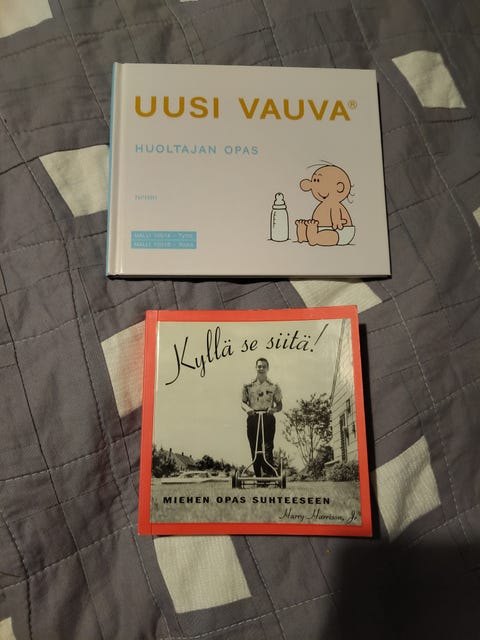 UUSI VAUVA®
HUOLTAJAN OPAS
Kyllä se siitä!
MIEHEN OPAS SUHTEESEEN
Harry Harrison, Jr.